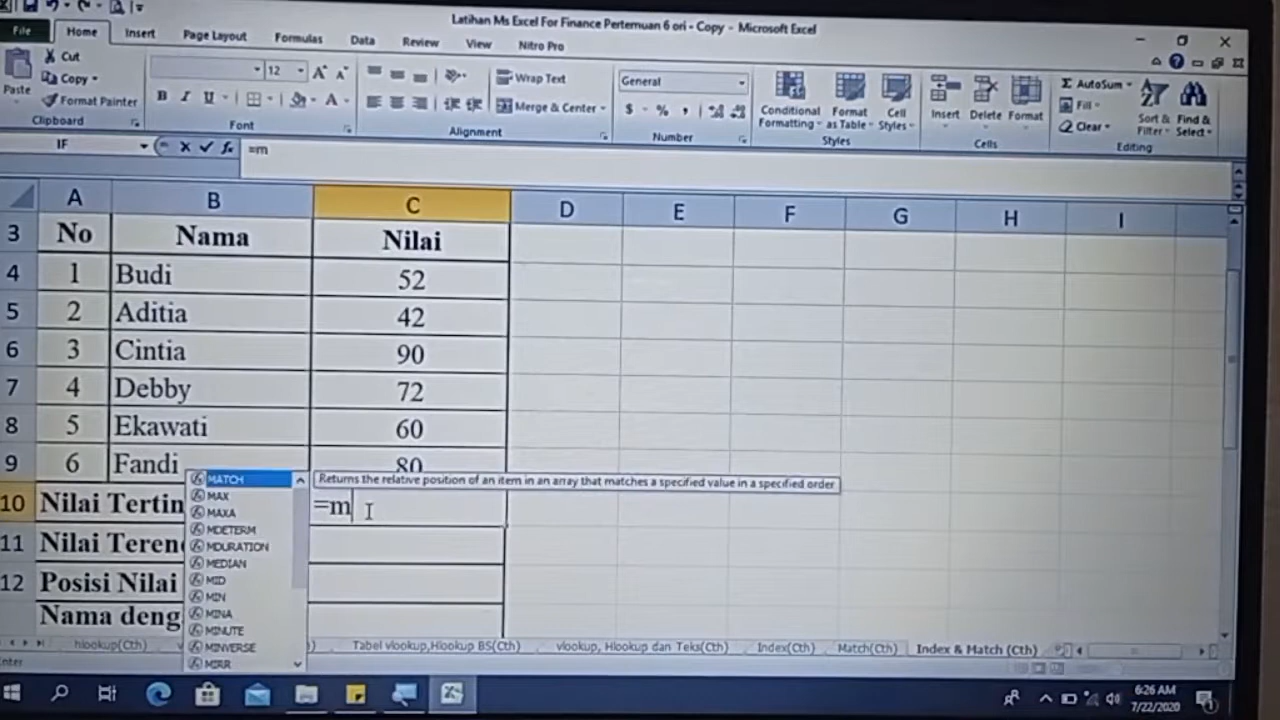 Latihan Ms Excel For Finance Pertemuan 6 ori - Copy - Microsoft Excel
File Home Insert Page Layout Formulas Data Review View Nitro Pro
Cut
Copy
Format Painter
Paste
Clipboard
12
B I U
Font
Wrap Text
Merge & Center
Alignment
General
$ % ,
Number
Conditional Formatting
Format as Table
Cell Styles
Styles
Insert Delete Format
Cells
AutoSum
Fill
Clear
Sort & Filter
Find & Select
Editing
IF
=m
A B C D E F G H I
3 No Nama Nilai
4 1 Budi 52
5 2 Aditia 42
6 3 Cintia 90
7 4 Debby 72
8 5 Ekawati 60
9 6 Fandi 80
10 Nilai Tertin =m
11 Nilai Teren
12 Posisi Nilai
Nama deng
MATCH
MAX
MAXA
MDETERM
MDURATION
MEDIAN
MID
MIN
MINA
MINUTE
MINVERSE
MIRR
Returns the relative position of an item in an array that matches a specified value in a specified order
hlookup(Cth) Tabel vlookup,Hlookup BS(Cth) vlookup, Hlookup dan Teks(Cth) Index(Cth) Match(Cth) Index & Match (Cth)
Enter
6:26 AM
7/22/2020